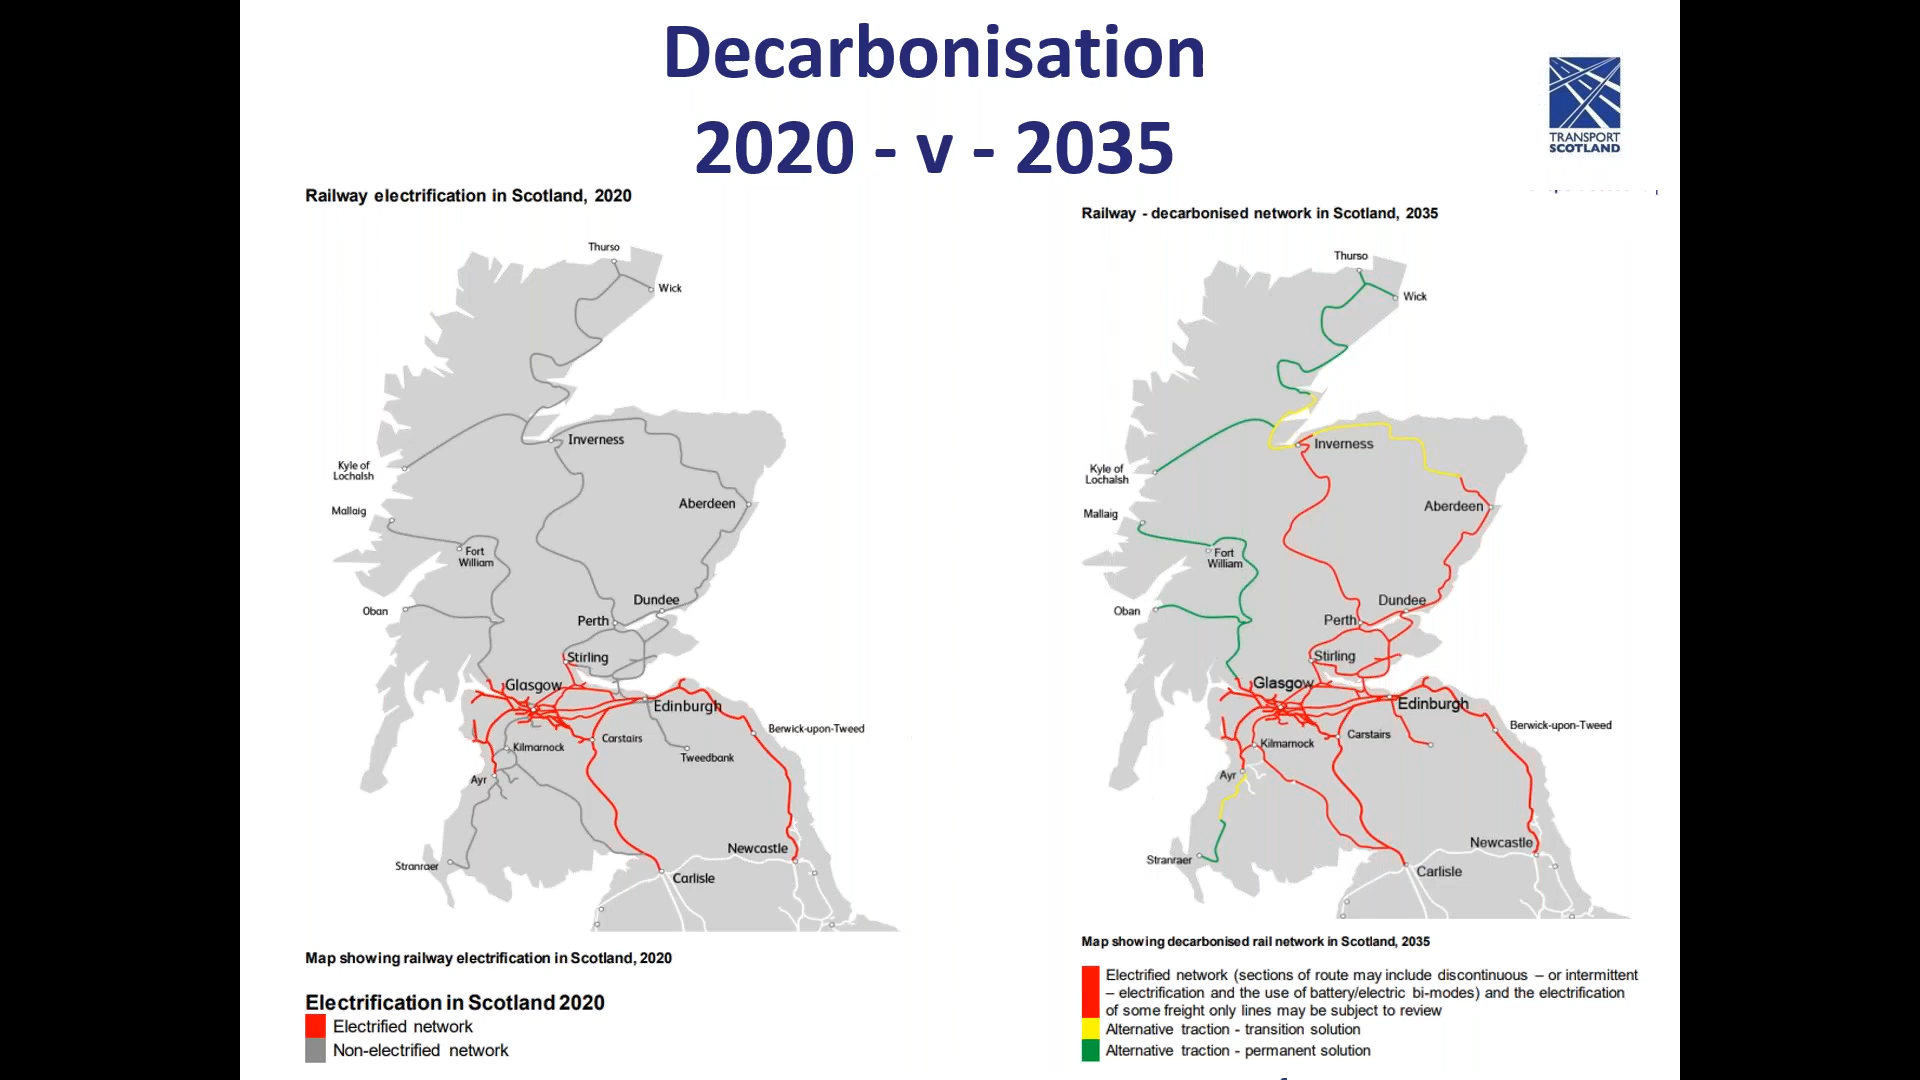 Decarbonisation
2020 - v - 2035
TRANSPORT
SCOTLAND
Railway electrification in Scotland, 2020
Thurso
Wick
Inverness
Kyle of
Lochalsh
Aberdeen
Mallaig
Fort
William
Dundee
Oban
Perth
Stirling
Glasgow
Edinburgh
Berwick-upon-Tweed
Carstairs
Kilmarnock
Tweedbank
Ayr
Newcastle
Stranraer
Carlisle
Map showing railway electrification in Scotland, 2020
Electrification in Scotland 2020
Electrified network
Non-electrified network
Railway - decarbonised network in Scotland, 2035
Thurso
Wick
Inverness
Kyle of
Lochalsh
Aberdeen
Mallaig
Fort
William
Dundee
Oban
Perth
Stirling
Glasgow
Edinburgh
Berwick-upon-Tweed
Carstairs
Kilmarnock
Ayr
Newcastle
Stranraer
Carlisle
Map showing decarbonised rail network in Scotland, 2035
Electrified network (sections of route may include discontinuous – or intermittent
– electrification and the use of battery/electric bi-modes) and the electrification
of some freight only lines may be subject to review
Alternative traction - transition solution
Alternative traction - permanent solution